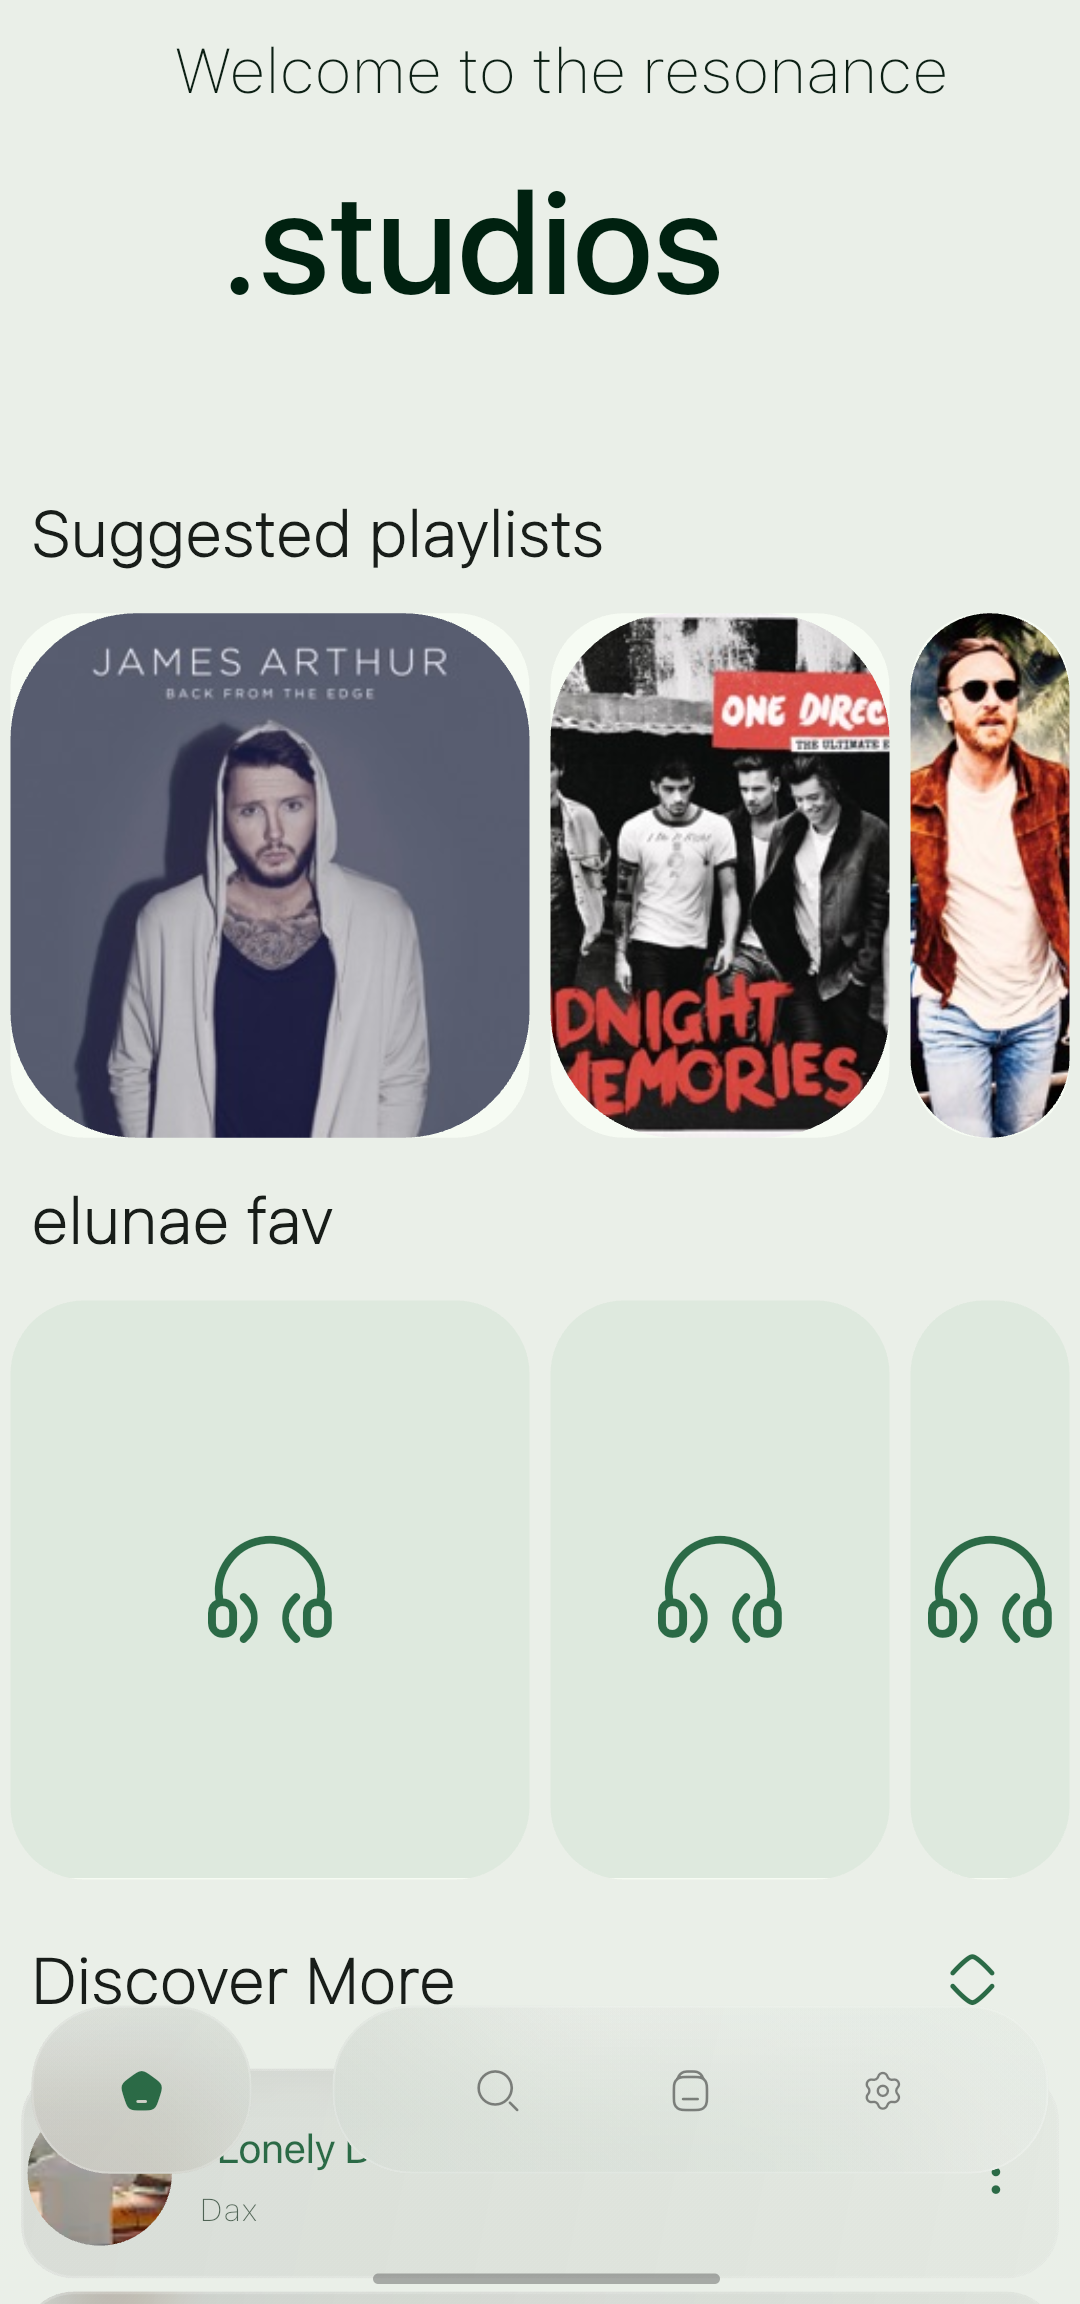 Welcome to the resonance
.studios
Suggested playlists
JAMES ARTHUR
BACK FROM THE EDGE
ONE DIREC
THE ULTIMATE E
DNIGHT
EMORIES
elunae fav
Discover More
Lonely
Dax